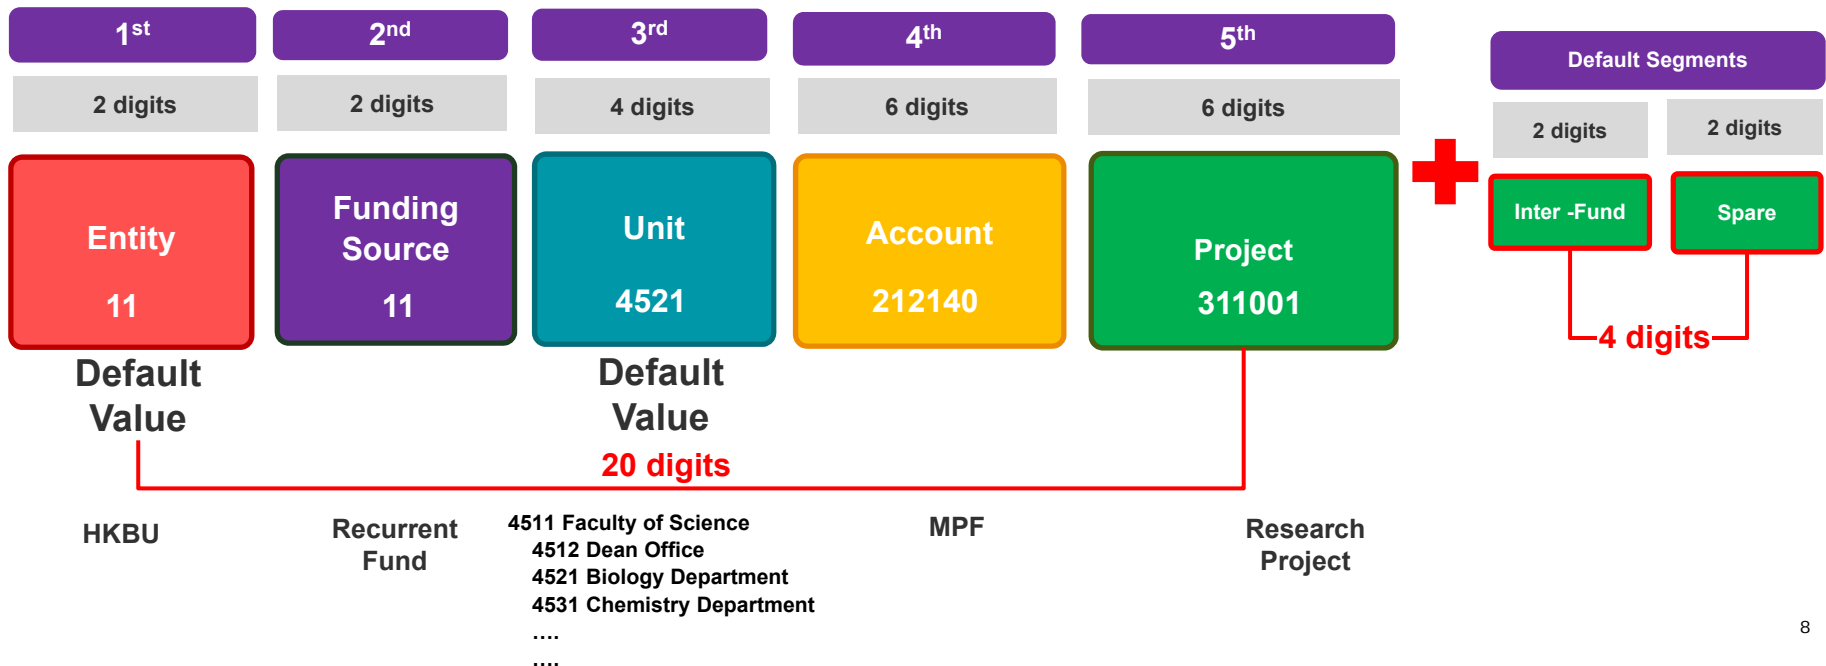 1st
2nd
3rd
4th
5th
Default Segments
2 digits
2 digits
4 digits
6 digits
6 digits
2 digits
2 digits
Entity
11
Funding
Source
11
Unit
4521
Account
212140
Project
311001
Inter -Fund
Spare
4 digits
Default
Value
Default
Value
20 digits
HKBU
Recurrent
Fund
4511 Faculty of Science
4512 Dean Office
4521 Biology Department
4531 Chemistry Department
....
....
MPF
Research
Project
8